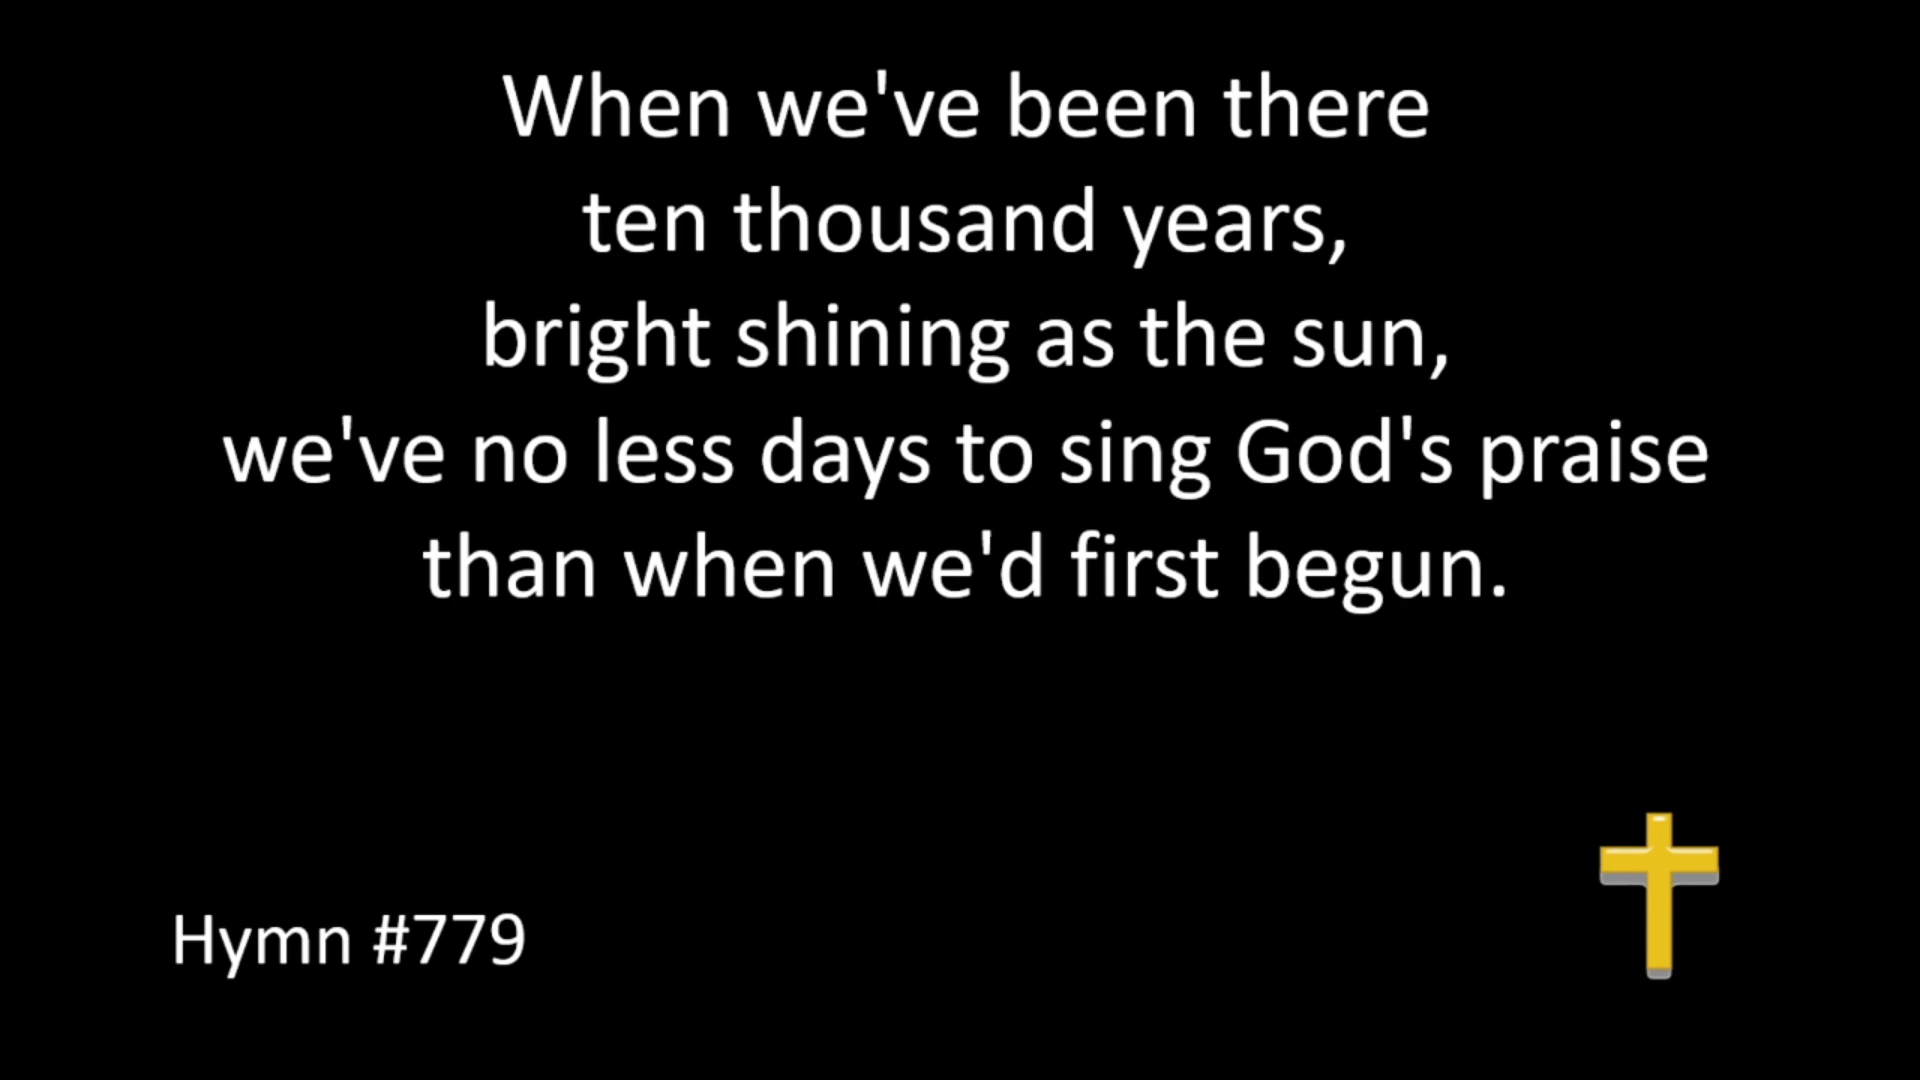 When we've been there
ten thousand years,
bright shining as the sun,
we've no less days to sing God's praise
than when we'd first begun.
Hymn #779